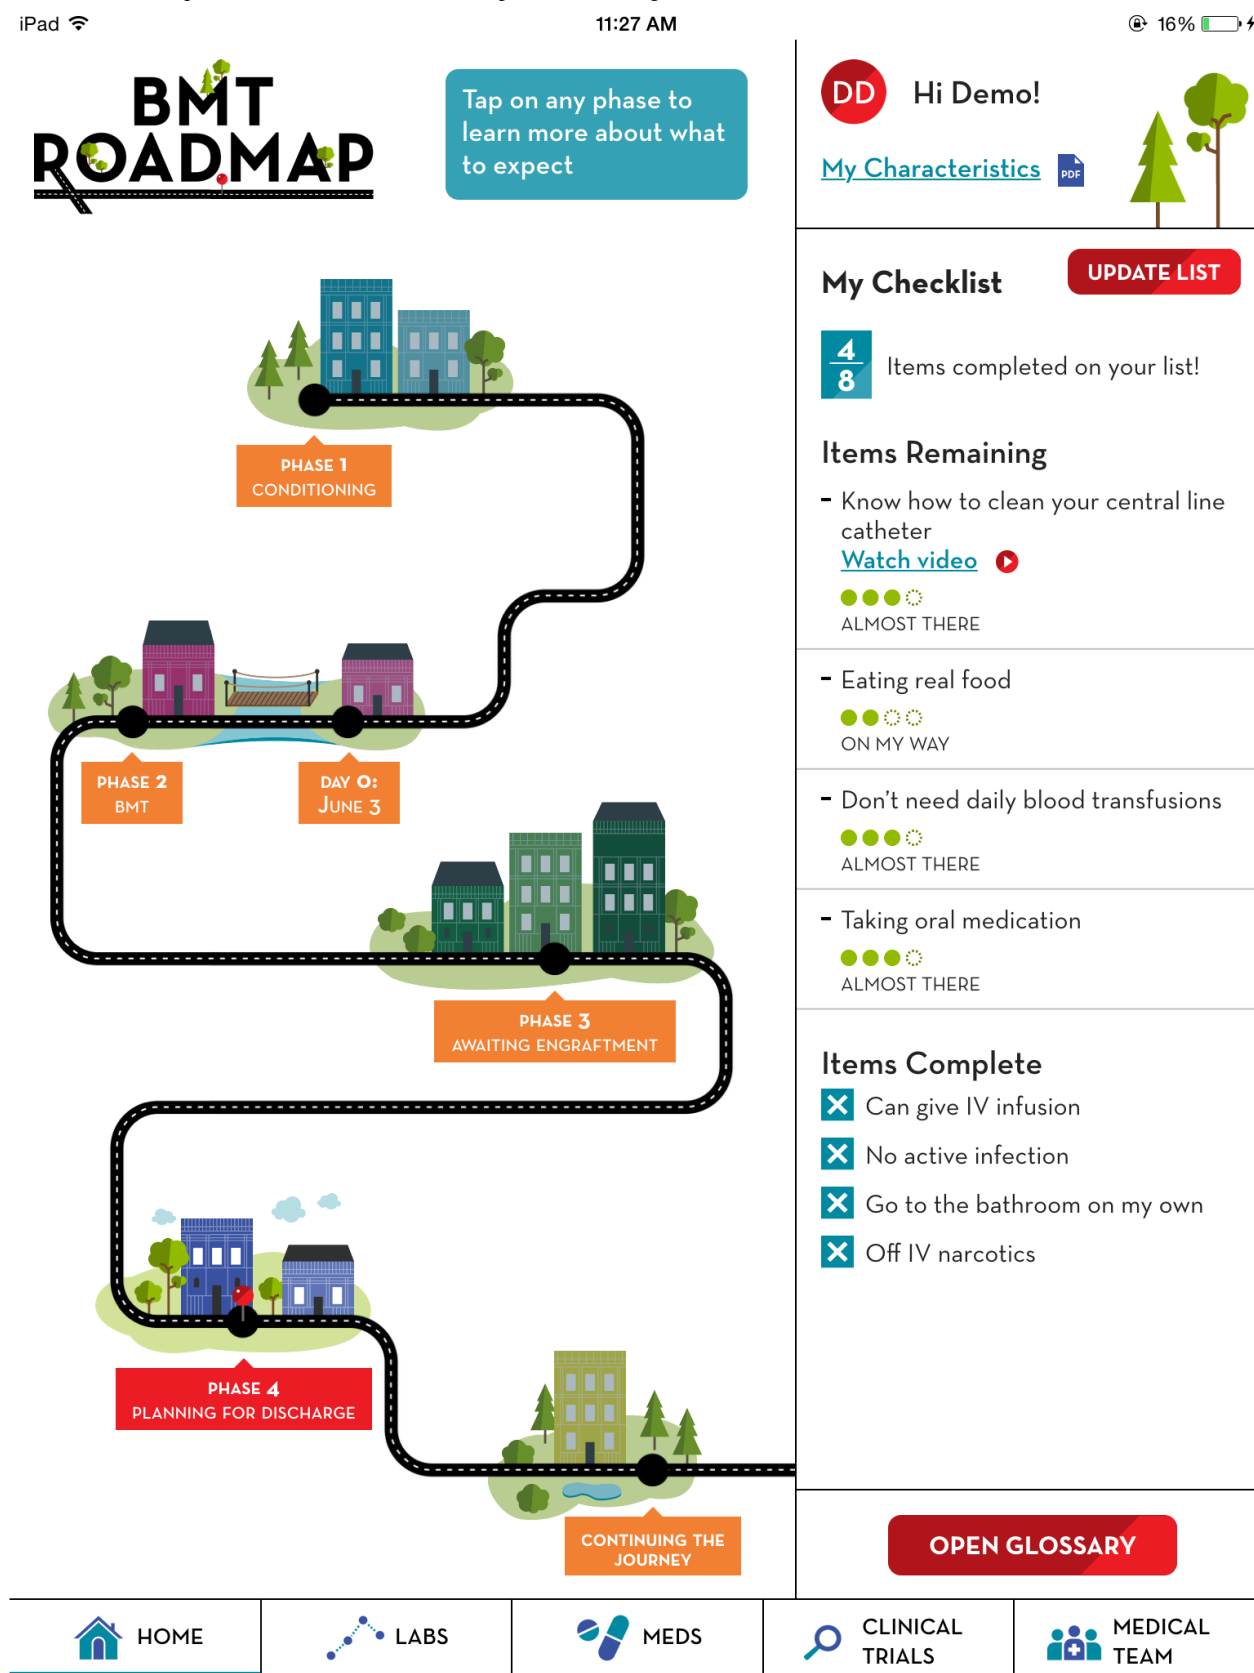 iPad
11:27 AM
16%
BMT
ROADMAP
Tap on any phase to
learn more about what
to expect
DD
Hi Demo!
My Characteristics
PDF
My Checklist
UPDATE LIST
4
8
Items completed on your list!
Items Remaining
- Know how to clean your central line
catheter
Watch video
ALMOST THERE
- Eating real food
ON MY WAY
- Don't need daily blood transfusions
ALMOST THERE
- Taking oral medication
ALMOST THERE
Items Complete
Can give IV infusion
No active infection
Go to the bathroom on my own
Off IV narcotics
OPEN GLOSSARY
PHASE 1
CONDITIONING
PHASE 2
BMT
DAY 0:
JUNE 3
PHASE 3
AWAITING ENGRAFTMENT
PHASE 4
PLANNING FOR DISCHARGE
CONTINUING THE
JOURNEY
HOME
LABS
MEDS
CLINICAL
TRIALS
MEDICAL
TEAM